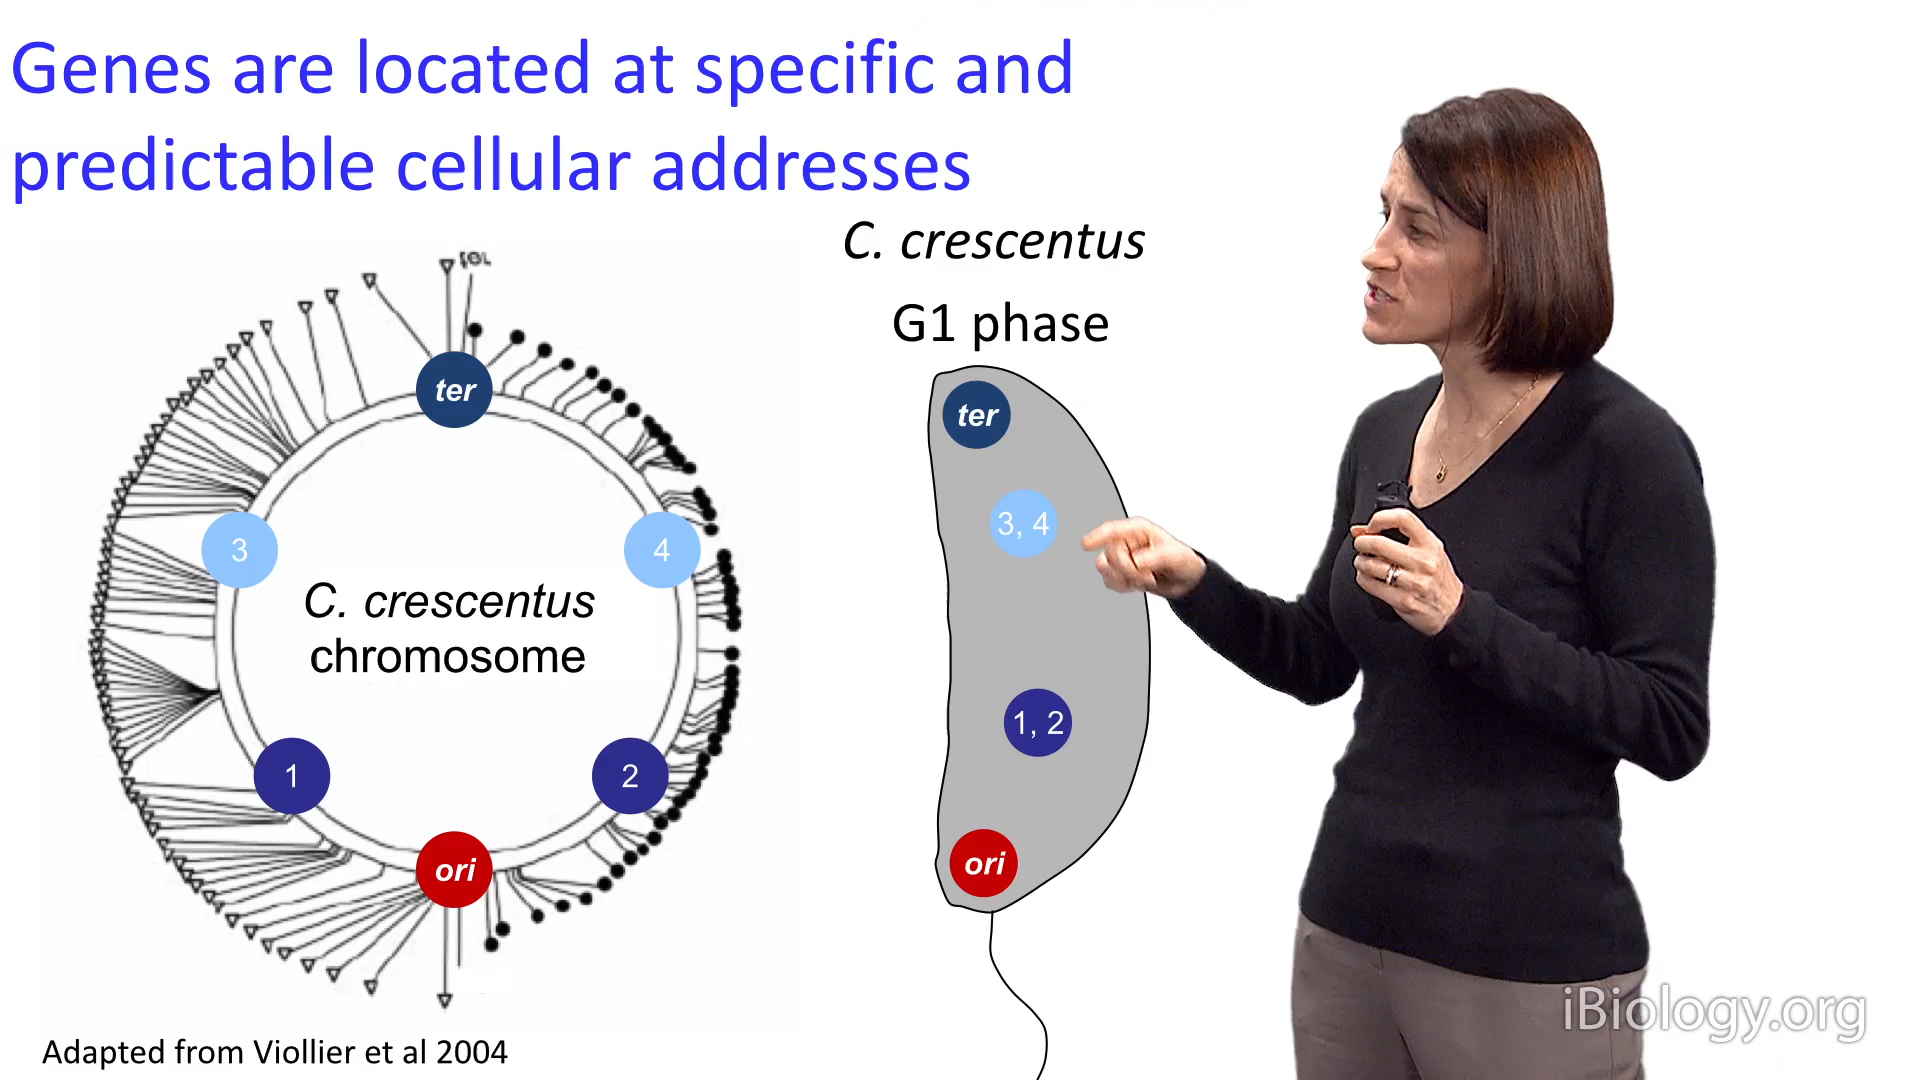 Genes are located at specific and
predictable cellular addresses
C. crescentus
G1 phase
ter
3
4
C. crescentus
chromosome
1
2
ori
ter
3, 4
1, 2
ori
Adapted from Viollier et al 2004
iBiology.org